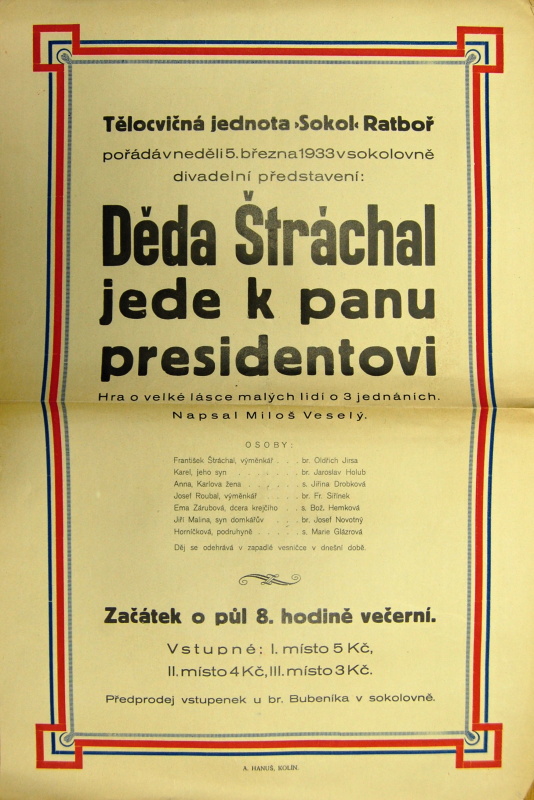 Tělocvičná jednota ›Sokol‹ Ratboř
pořádá v neděli 5. března 1933 v sokolovně
divadelní představení:
Děda Štráchal
jede k panu
presidentovi
Hra o velké lásce malých lidí o 3 jednáních.
Napsal Miloš Veselý.
OSOBY:
František Štráchal, výměnkář . . . br. Oldřich Jirsa
Karel, jeho syn . . . . . . . . br. Jaroslav Holub
Anna, Karlova žena . . . . . . s. Jiřina Drobková
Josef Roubal, výměnkář . . . . . br. Fr. Siřínek
Ema Zárubová, dcera krejčího . . . s. Bož. Hemková
Jiří Malina, syn domkářův . . . . br. Josef Novotný
Horníčková, podruhyně . . . . . s. Marie Glázrová
Děj se odehrává v zapadlé vesničce v dnešní době.
Začátek o půl 8. hodině večerní.
Vstupné: I. místo 5 Kč,
II. místo 4 Kč, III. místo 3 Kč.
Předprodej vstupenek u br. Bubeníka v sokolovně.
A. HANUŠ, KOLÍN.